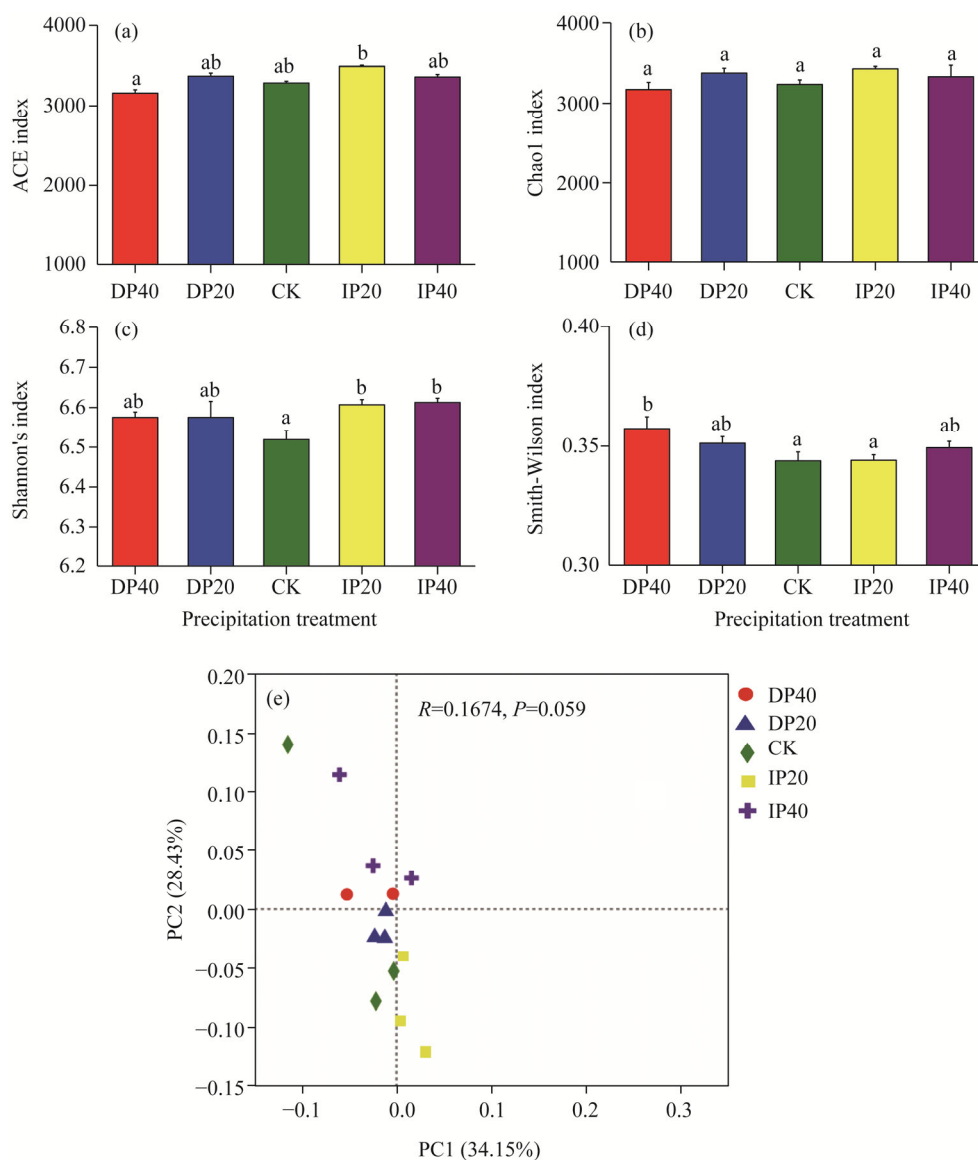 (a)
4000
3000
2000
1000
ACE index
a
ab
ab
b
ab
DP40 DP20 CK IP20 IP40
(b)
4000
3000
2000
1000
Chao1 index
a
a
a
a
a
DP40 DP20 CK IP20 IP40
(c)
6.8
6.7
6.6
6.5
6.4
6.3
6.2
Shannon's index
ab
ab
a
b
b
DP40 DP20 CK IP20 IP40
Precipitation treatment
(d)
0.40
0.35
0.30
Smith-Wilson index
b
ab
a
a
ab
DP40 DP20 CK IP20 IP40
Precipitation treatment
(e)
R=0.1674, P=0.059
0.20
0.15
0.10
0.05
0.00
−0.05
−0.10
−0.15
PC2 (28.43%)
−0.1 0.0 0.1 0.2 0.3
PC1 (34.15%)
DP40
DP20
CK
IP20
IP40